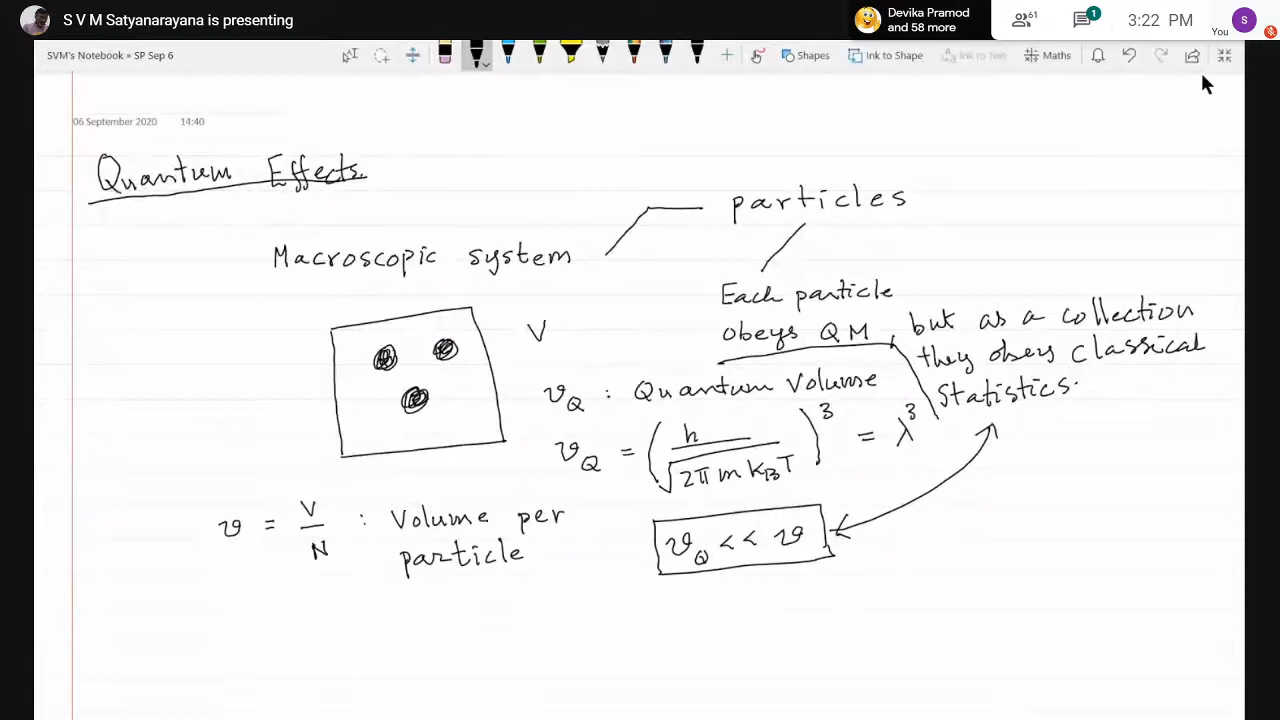 S V M Satyanarayana is presenting
Devika Pramod
and 58 more
61
1
3:22 PM
S
You
SVM's Notebook » SP Sep 6
Shapes
Ink to Shape
Ink to Text
Maths
06 September 2020 14:40
Quantum Effects.
particles
Macroscopic system
Each particle
obeys QM, but as a collection
they obey classical
statistics.
V
v_Q : Quantum Volume
v_Q = (h / √(2π m k_B T))^3 = λ^3
v = V/N : Volume per
particle
v_Q << v